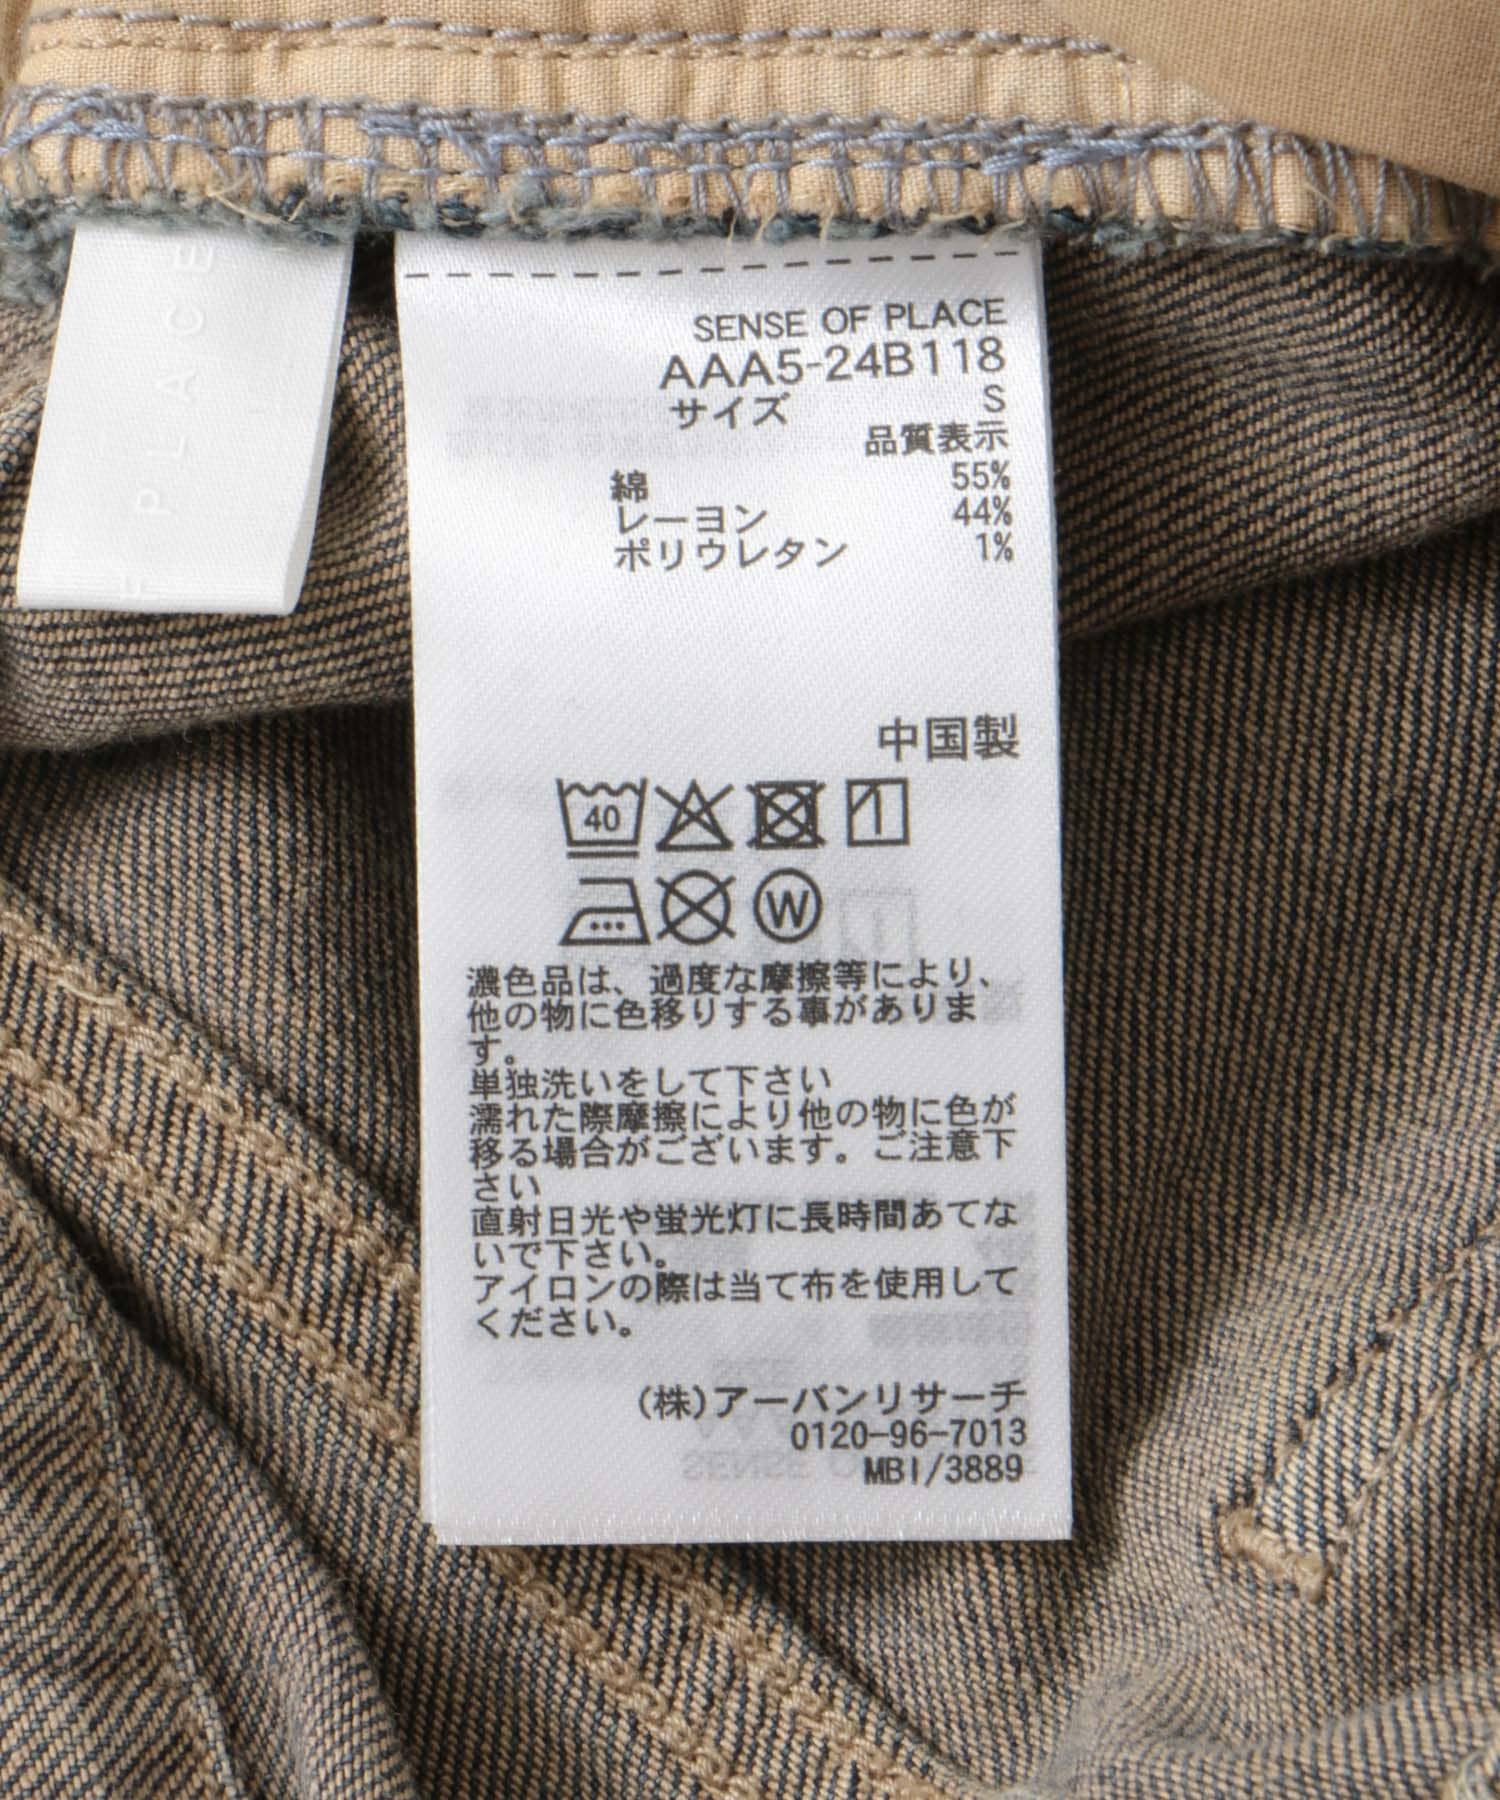 F PLACE
SENSE OF PLACE
AAA5-24B118
サイズ S
品質表示
綿 55%
レーヨン 44%
ポリウレタン 1%
中国製
40
W
濃色品は、過度な摩擦等により、
他の物に色移りする事がありま
す。
単独洗いをして下さい
濡れた際摩擦により他の物に色が
移る場合がございます。ご注意下
さい
直射日光や蛍光灯に長時間あてな
いで下さい。
アイロンの際は当て布を使用して
ください。
(株)アーバンリサーチ
0120-96-7013
MBI/3889